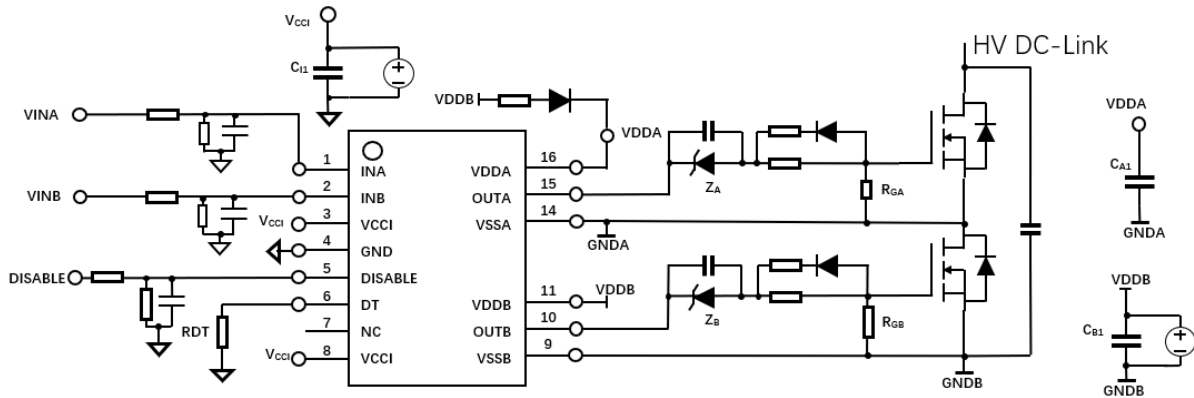 VCCI
HV DC-Link
CI1
VDDB
VINA
VDDA
VDDA
1
16
INA
VDDA
ZA
CA1
VINB
2
15
INB
OUTA
RGA
VCCI
3
14
VCCI
VSSA
GNDA
GNDA
4
GND
DISABLE
5
DISABLE
VDDB
6
11
VDDB
DT
VDDB
RDT
7
10
ZB
NC
OUTB
RGB
CB1
VCCI
8
9
VCCI
VSSB
GNDB
GNDB